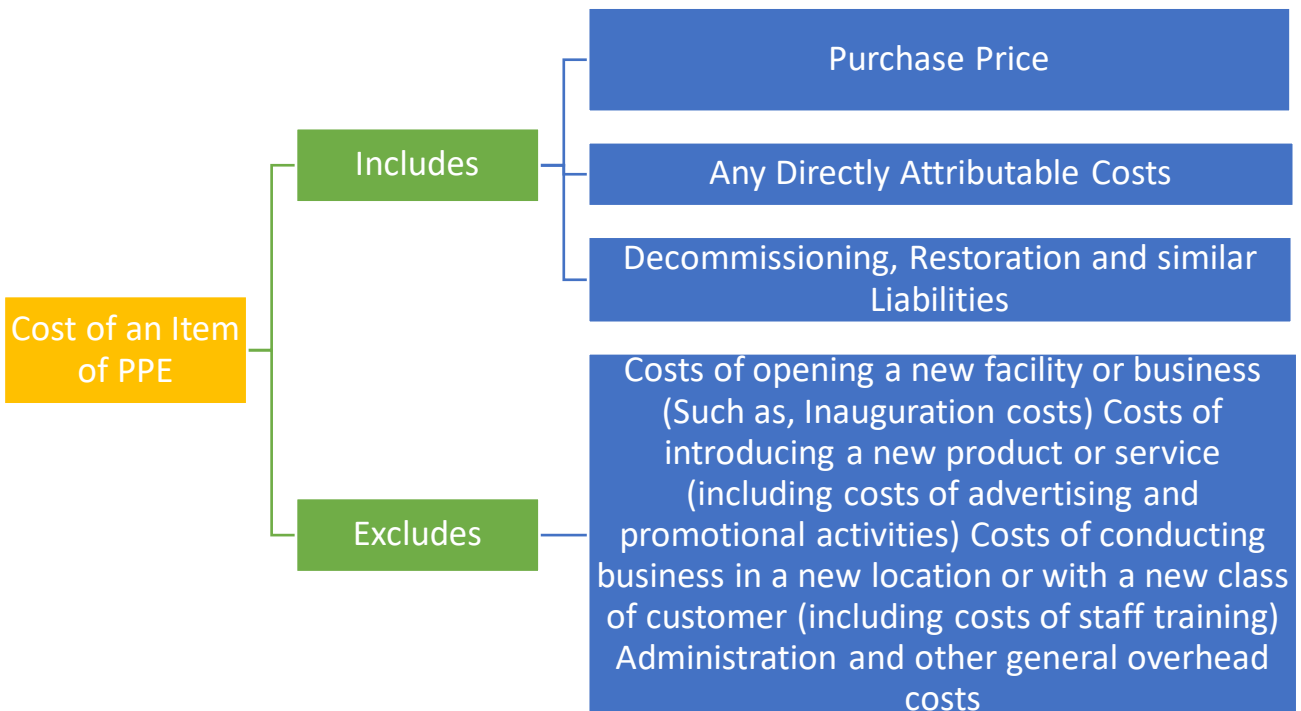 Purchase Price
Includes
Any Directly Attributable Costs
Decommissioning, Restoration and similar
Liabilities
Cost of an Item
of PPE
Costs of opening a new facility or business
(Such as, Inauguration costs) Costs of
introducing a new product or service
(including costs of advertising and
promotional activities) Costs of conducting
business in a new location or with a new class
of customer (including costs of staff training)
Administration and other general overhead
costs
Excludes